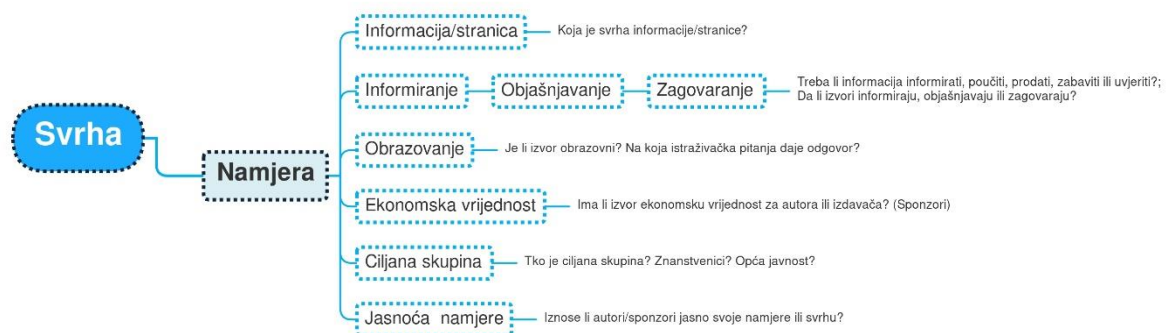 Svrha
Namjera
Informacija/stranica
Koja je svrha informacije/stranice?
Informiranje
Objašnjavanje
Zagovaranje
Treba li informacija informirati, poučiti, prodati, zabaviti ili uvjeriti?;
Da li izvori informiraju, objašnjavaju ili zagovaraju?
Obrazovanje
Je li izvor obrazovni? Na koja istraživačka pitanja daje odgovor?
Ekonomska vrijednost
Ima li izvor ekonomsku vrijednost za autora ili izdavača? (Sponzori)
Ciljana skupina
Tko je ciljana skupina? Znanstvenici? Opća javnost?
Jasnoća namjere
Iznose li autori/sponzori jasno svoje namjere ili svrhu?